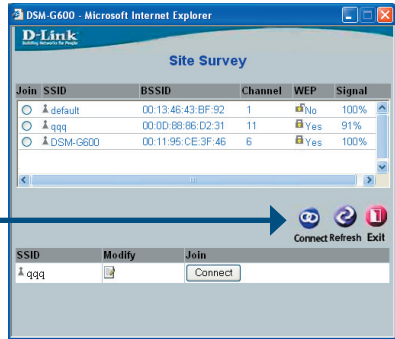 DSM-G600 - Microsoft Internet Explorer
D-Link
Building Networks for People
Site Survey
Join SSID BSSID Channel WEP Signal
default 00:13:46:43:BF:92 1 No 100%
qqq 00:0D:88:86:D2:31 11 Yes 91%
DSM-G600 00:11:95:CE:3F:46 6 Yes 100%
Connect Refresh Exit
SSID Modify Join
qqq Connect